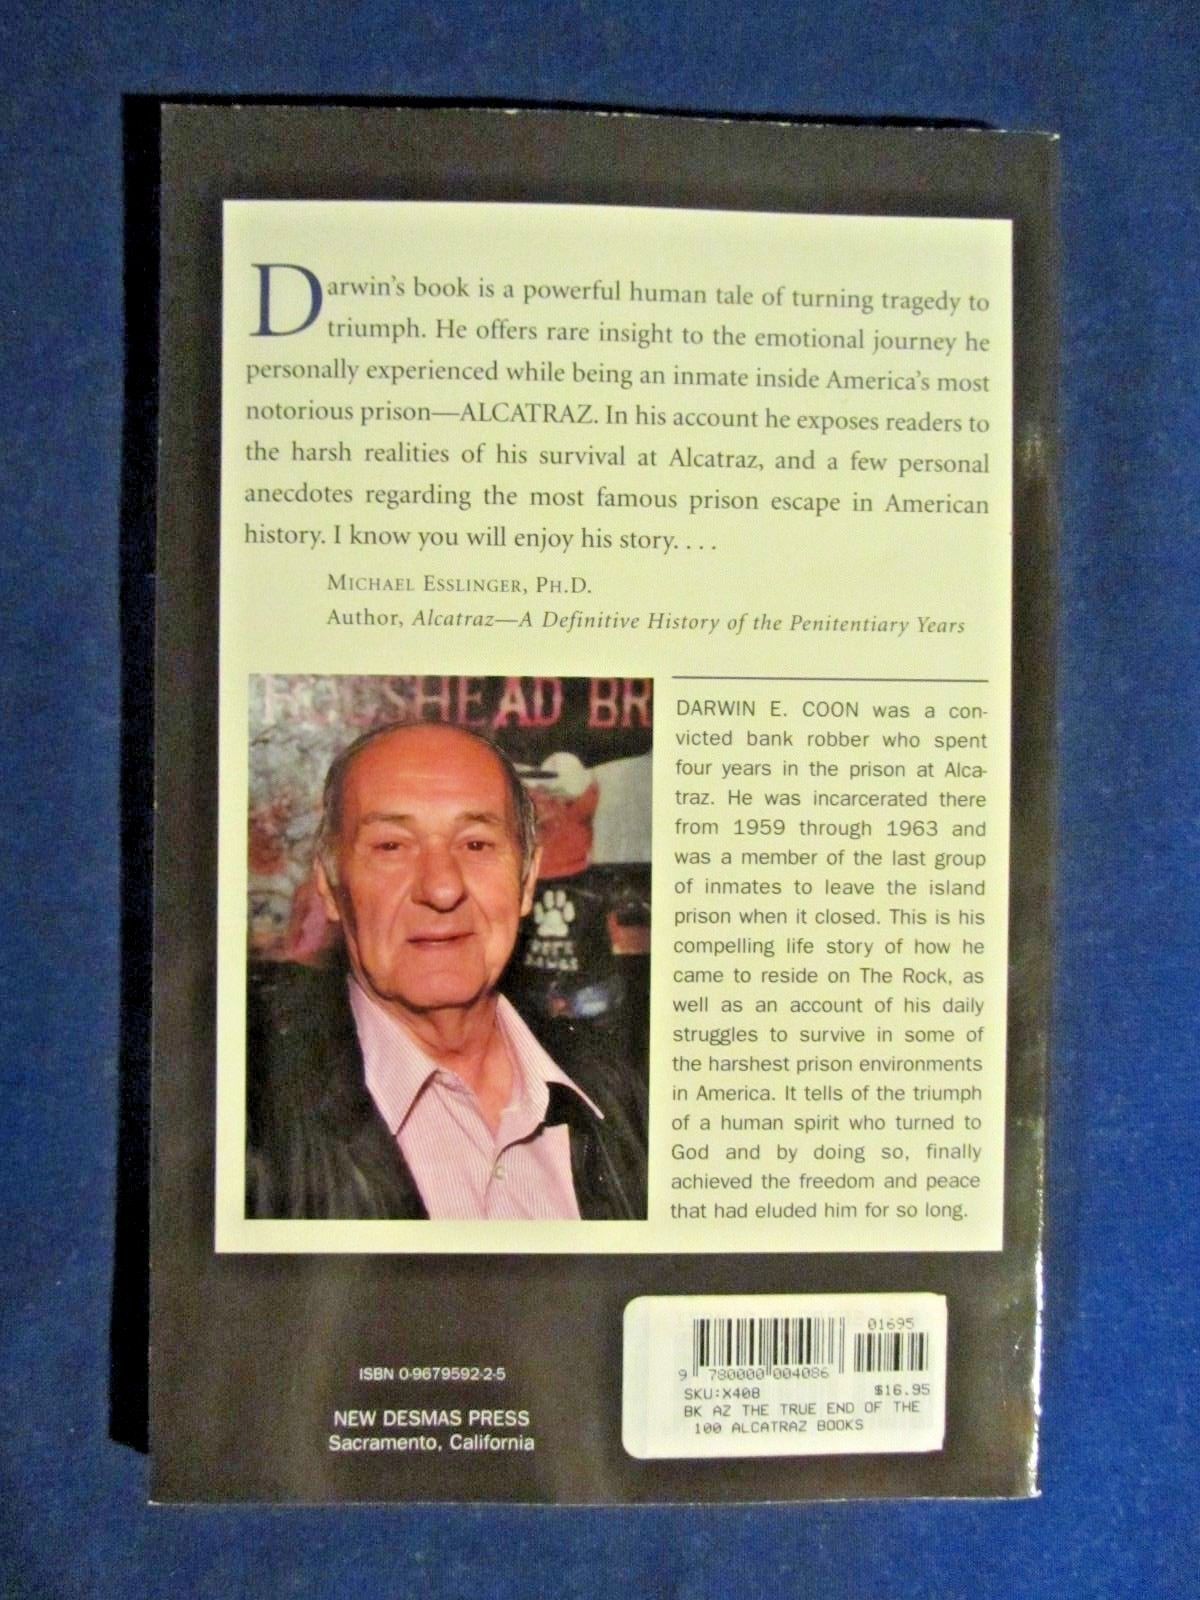 Darwin's book is a powerful human tale of turning tragedy to
triumph. He offers rare insight to the emotional journey he
personally experienced while being an inmate inside America's most
notorious prison—ALCATRAZ. In his account he exposes readers to
the harsh realities of his survival at Alcatraz, and a few personal
anecdotes regarding the most famous prison escape in American
history. I know you will enjoy his story....
MICHAEL ESSLINGER, PH.D.
Author, Alcatraz—A Definitive History of the Penitentiary Years
HOGSHEAD BR
DARWIN E. COON was a con-
victed bank robber who spent
four years in the prison at Alca-
traz. He was incarcerated there
from 1959 through 1963 and
was a member of the last group
of inmates to leave the island
prison when it closed. This is his
compelling life story of how he
came to reside on The Rock, as
well as an account of his daily
struggles to survive in some of
the harshest prison environments
in America. It tells of the triumph
of a human spirit who turned to
God and by doing so, finally
achieved the freedom and peace
that had eluded him for so long.
ISBN 0-9679592-2-5
NEW DESMAS PRESS
Sacramento, California
01695
9 780000 004086
SKU:X408 $16.95
BK AZ THE TRUE END OF THE
100 ALCATRAZ BOOKS